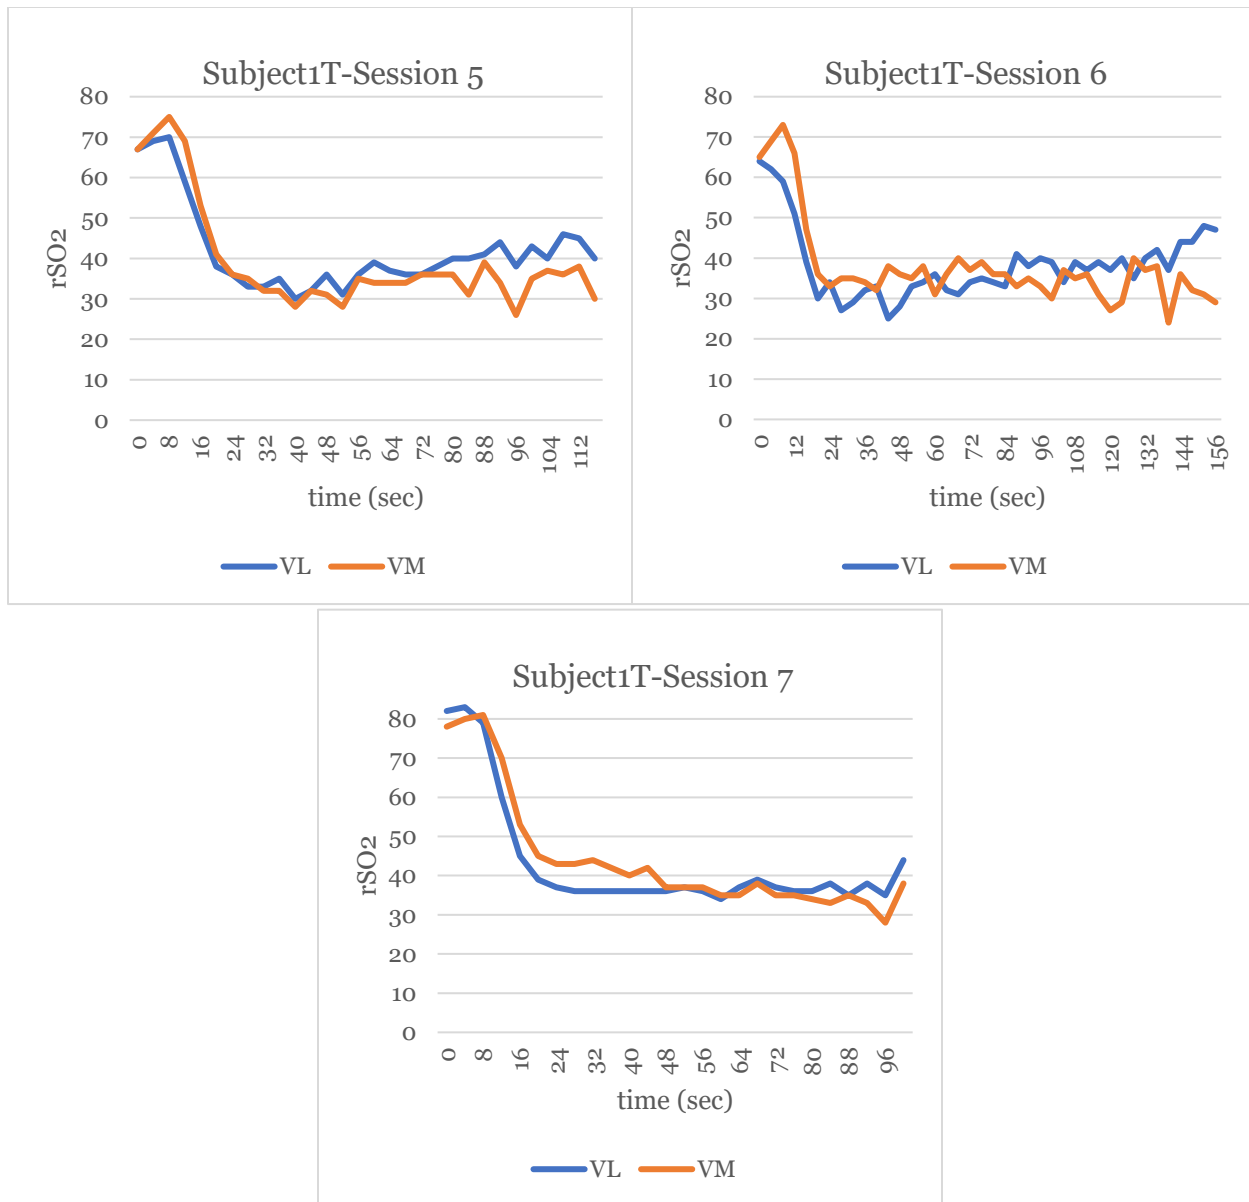 Subject1T-Session 5
80
70
60
50
40
30
20
10
0
rSO2
0 8 16 24 32 40 48 56 64 72 80 88 96 104 112
time (sec)
VL VM
Subject1T-Session 6
80
70
60
50
40
30
20
10
0
rSO2
0 12 24 36 48 60 72 84 96 108 120 132 144 156
time (sec)
VL VM
Subject1T-Session 7
80
70
60
50
40
30
20
10
0
rSO2
0 8 16 24 32 40 48 56 64 72 80 88 96
time (sec)
VL VM